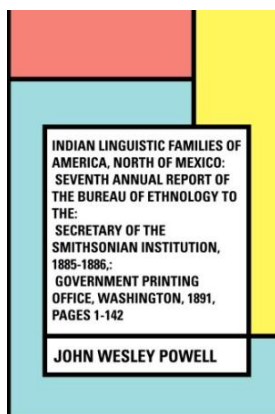 INDIAN LINGUISTIC FAMILIES OF
AMERICA, NORTH OF MEXICO:
SEVENTH ANNUAL REPORT OF
THE BUREAU OF ETHNOLOGY TO
THE:
SECRETARY OF THE
SMITHSONIAN INSTITUTION,
1885-1886,:
GOVERNMENT PRINTING
OFFICE, WASHINGTON, 1891,
PAGES 1-142
JOHN WESLEY POWELL